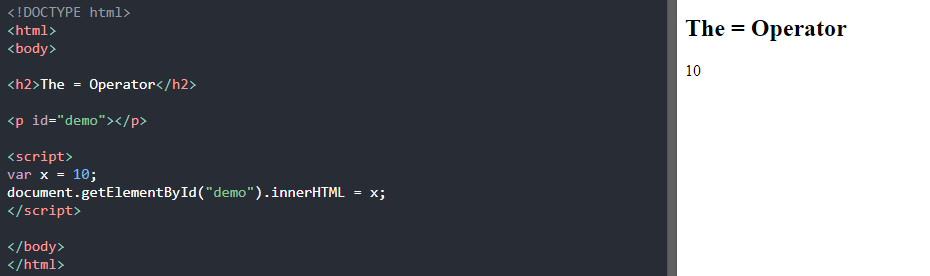 <!DOCTYPE html>
<html>
<body>
<h2>The = Operator</h2>
<p id="demo"></p>
<script>
var x = 10;
document.getElementById("demo").innerHTML = x;
</script>
</body>
</html>
The = Operator
10